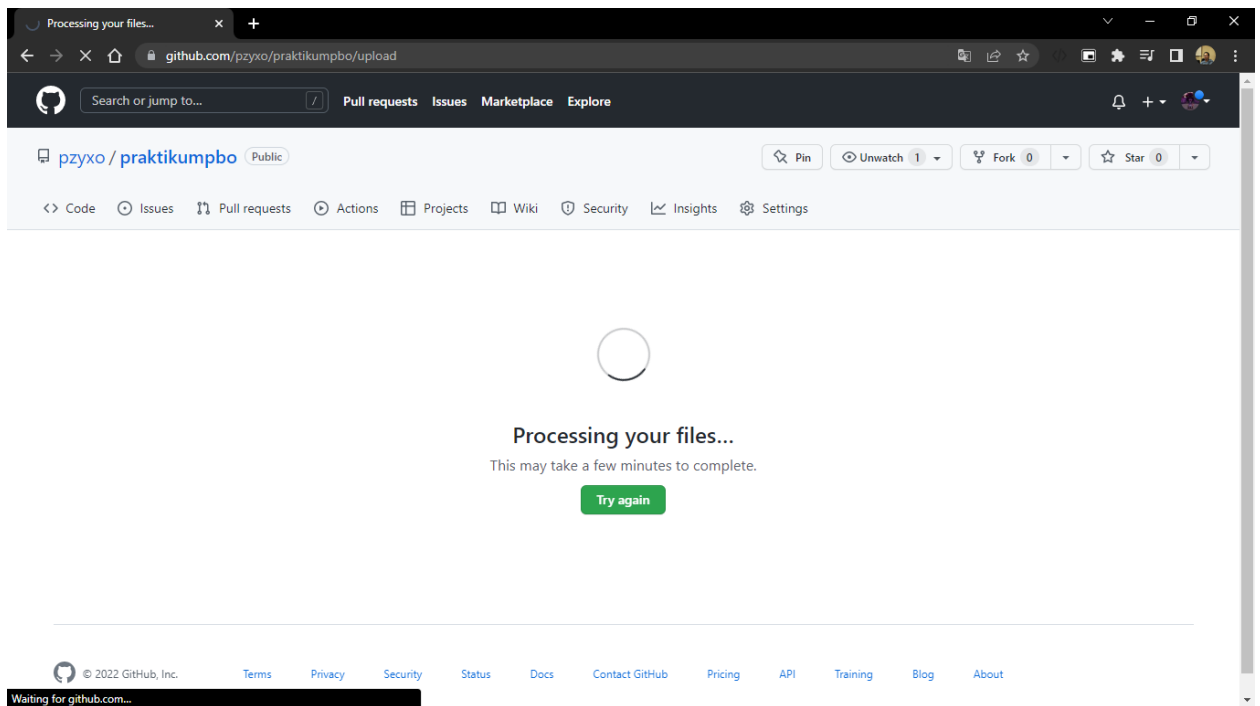 Processing your files...
github.com/pzyxo/praktikumpbo/upload
Search or jump to... / Pull requests Issues Marketplace Explore
pzyxo / praktikumpbo Public Pin Unwatch 1 Fork 0 Star 0
Code Issues Pull requests Actions Projects Wiki Security Insights Settings
Processing your files...
This may take a few minutes to complete.
Try again
© 2022 GitHub, Inc. Terms Privacy Security Status Docs Contact GitHub Pricing API Training Blog About
Waiting for github.com...